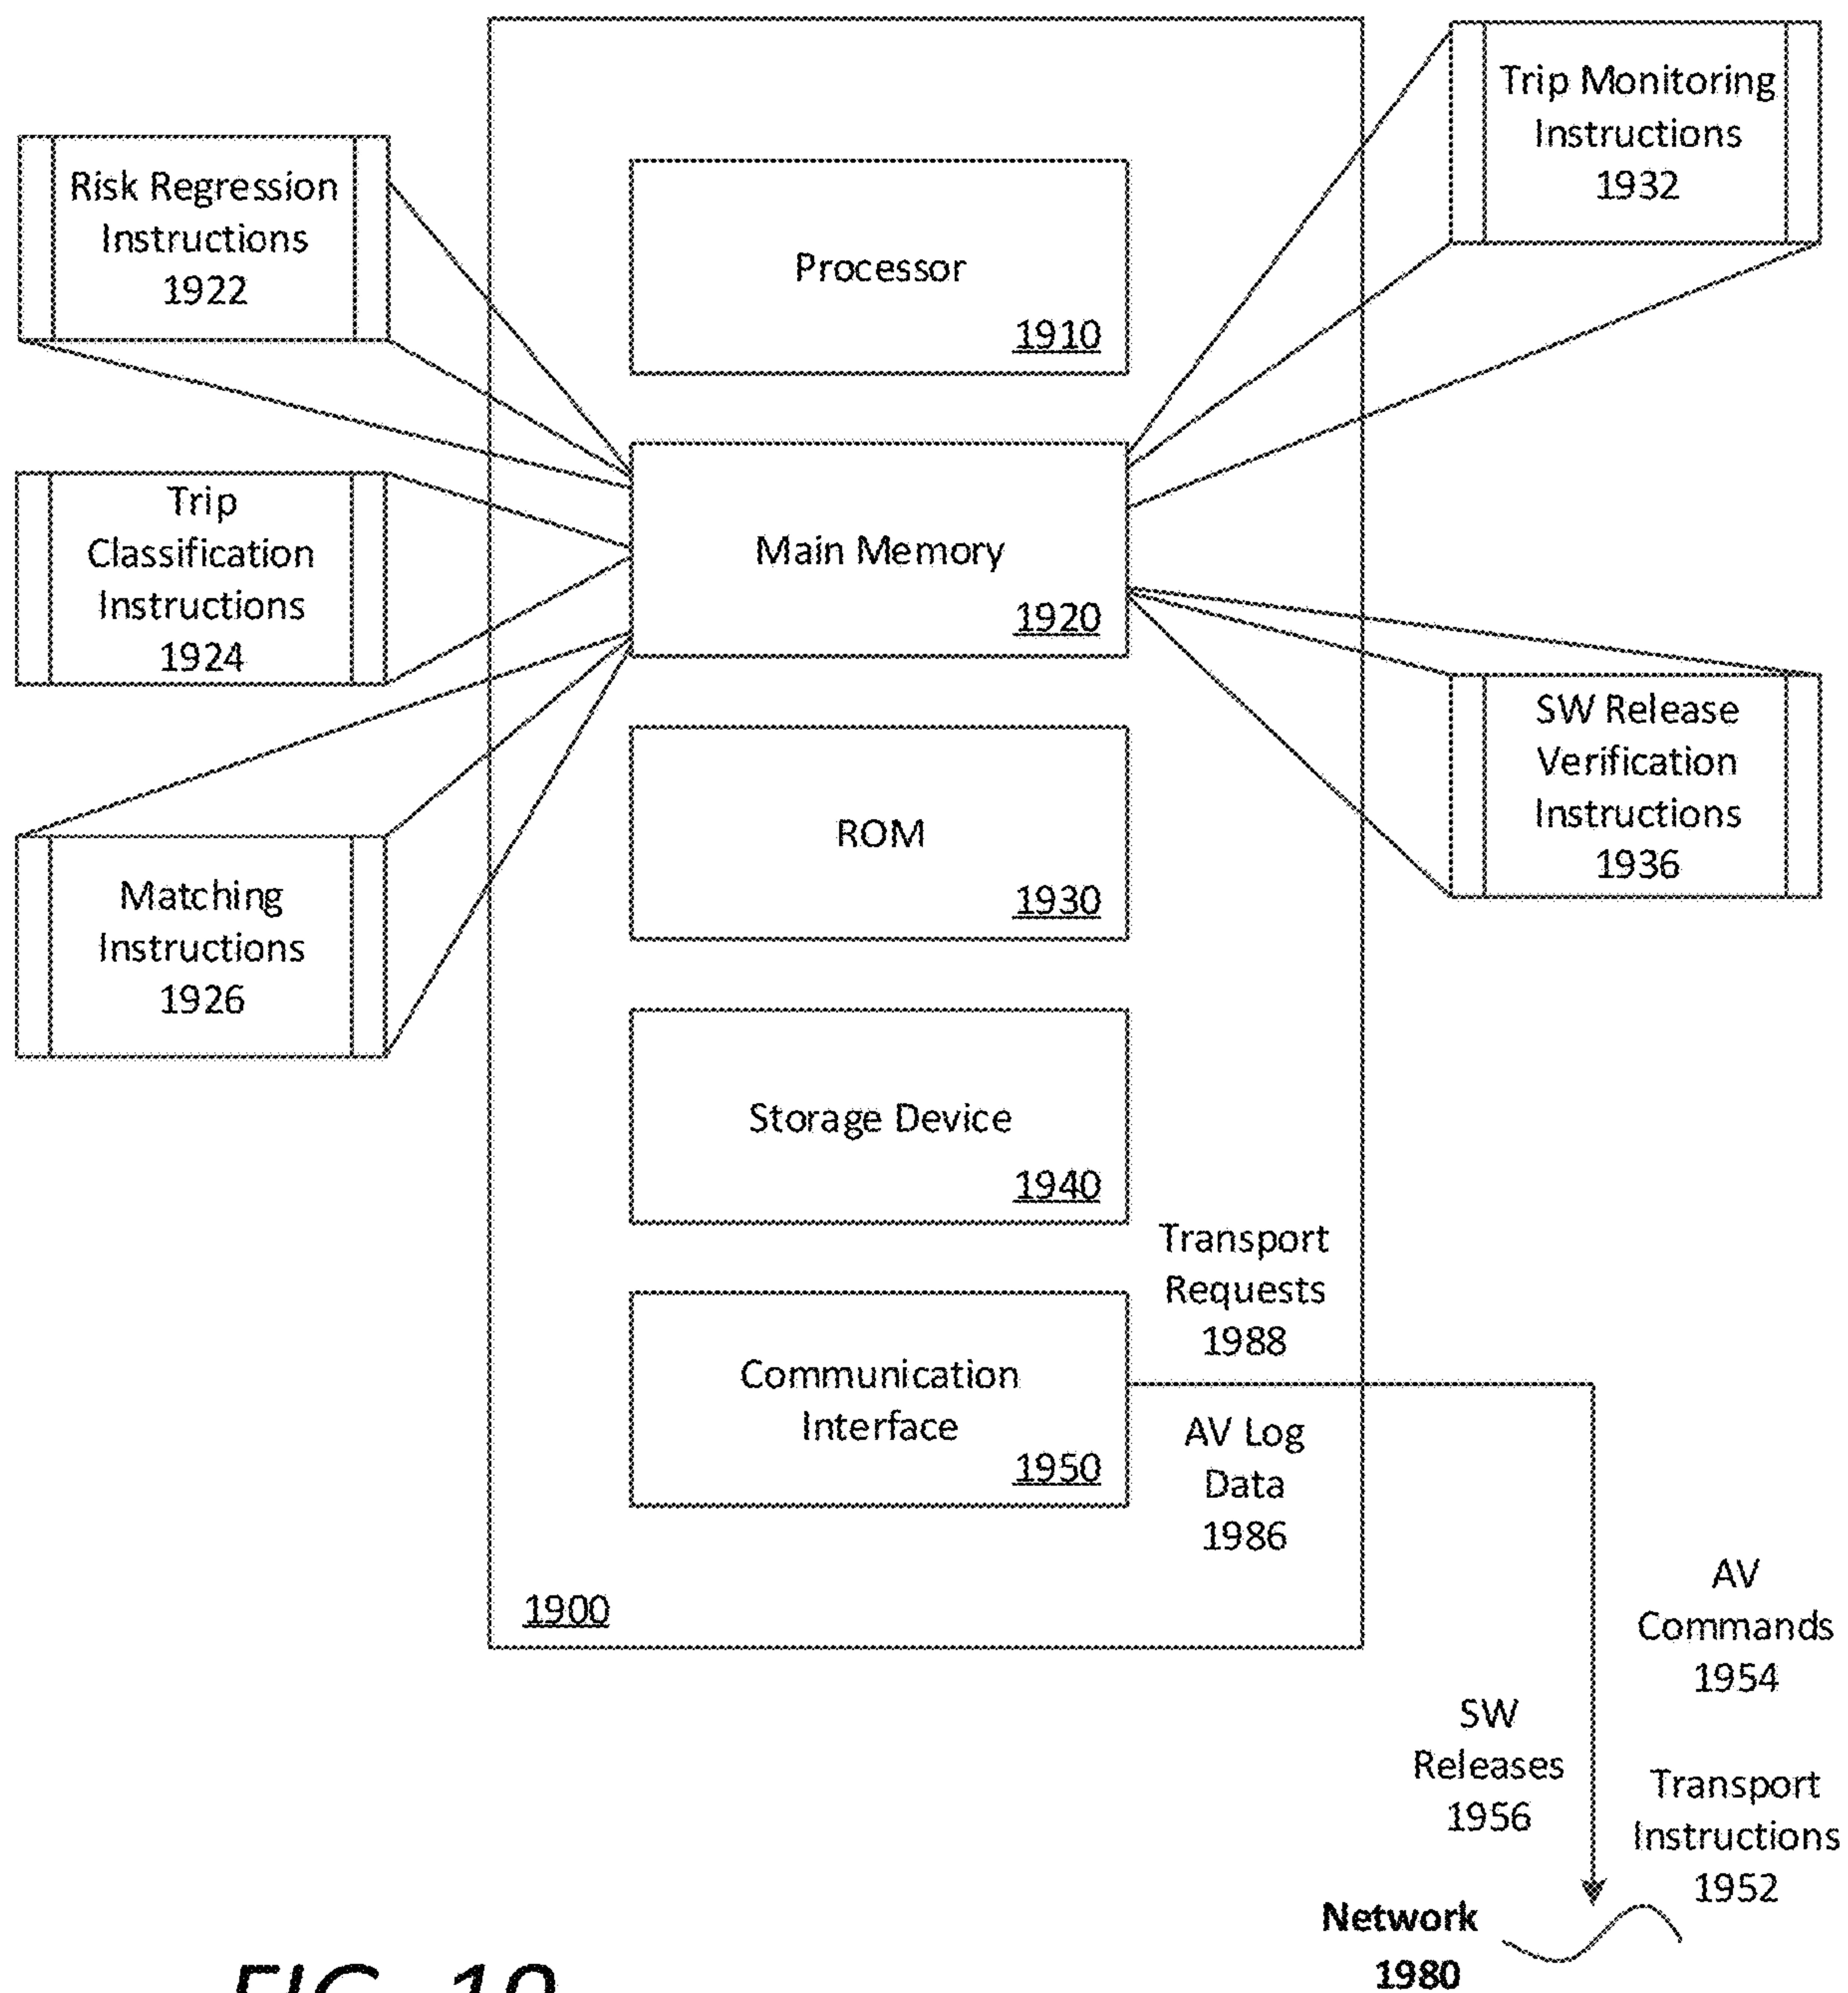 Trip Monitoring
Instructions
1932
Risk Regression
Instructions
1922
Processor
1910
Trip
Classification
Instructions
1924
Main Memory
1920
SW Release
Verification
Instructions
1936
ROM
1930
Matching
Instructions
1926
Storage Device
1940
Transport
Requests
1988
Communication
Interface
1950
AV Log
Data
1986
1900
AV
Commands
1954
SW
Releases
1956
Transport
Instructions
1952
Network
1980
FIG. 19